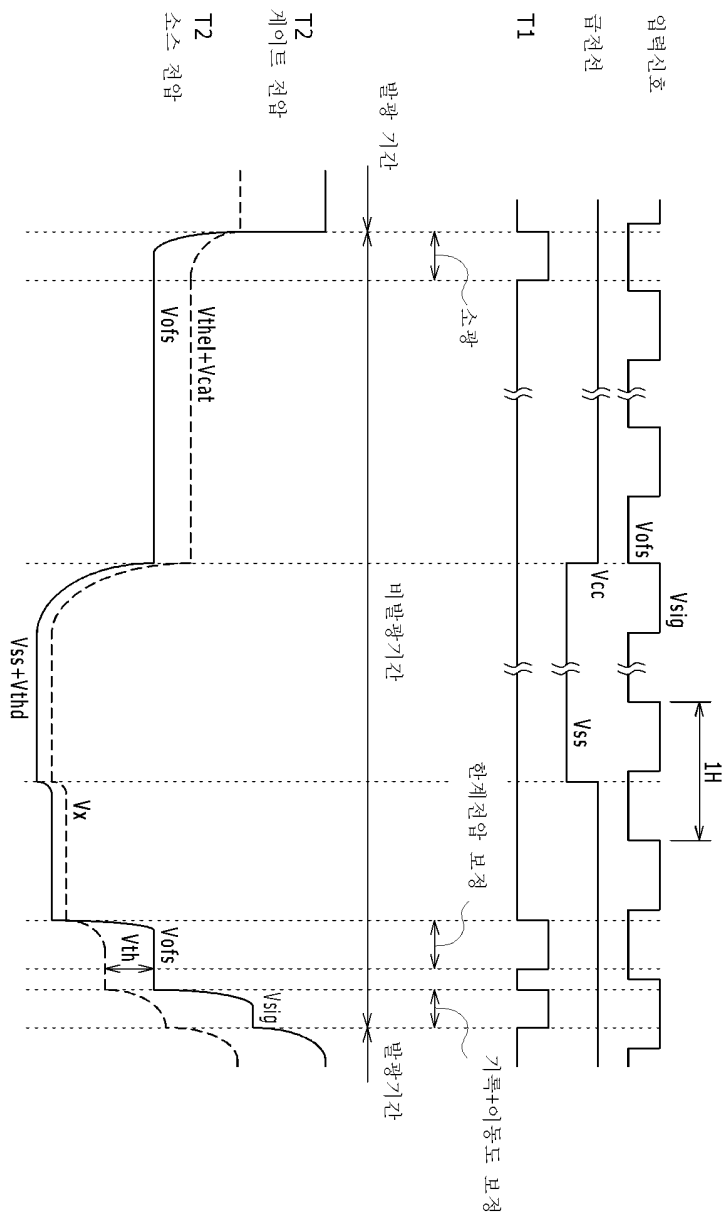 입력신호
Vofs
Vsig
1H
급전선
Vcc
Vss
T1
소광
한계전압 보정
기록+이동도 보정
발광 기간
비발광기간
발광기간
T2
게이트 전압
T2
소스 전압
Vthel+Vcat
Vofs
Vss+Vthd
Vx
Vofs
Vth
Vsig